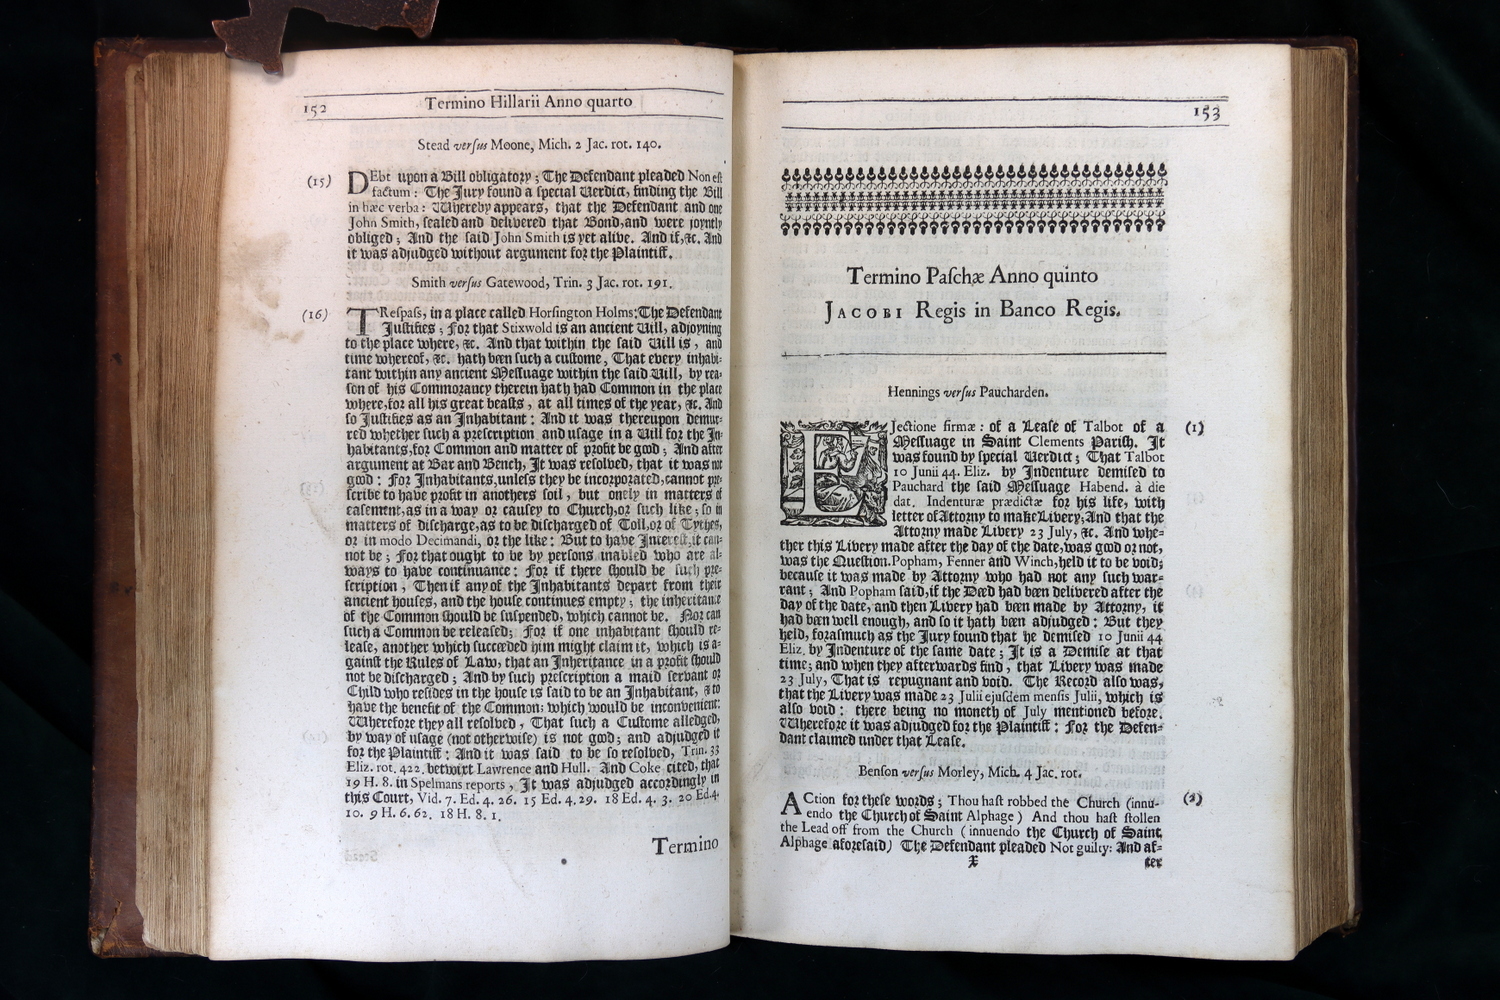 152
Termino Hillarii Anno quarto
Stead versus Moone, Mich. 2 Jac. rot. 140.
(15) DEbt upon a Bill obligatory; The Defendant pleaded Non est
factum: The Jury found a special Verdict, finding the Bill
in hæc verba: Whereby appears, that the Defendant and one
John Smith, sealed and delivered that Bond, and were joyntly
obliged; And the said John Smith is yet alive. And if, &c. And
it was adjudged without argument for the Plaintiff.
Smith versus Gatewood, Trin. 3 Jac. rot. 191.
(16) TRespass, in a place called Horsington Holms: The Defendant
Justifies; For that Stixwold is an ancient Vill, adjoyning
to the place where, &c. And that within the said Vill is, and
time whereof, &c. hath been such a custome, That every inhabi-
tant within any ancient Messuage within the said Vill, by rea-
son of his Commorancy therein hath had Common in the place
where, for all his great beasts, at all times of the year, &c. And
so Justifies as an Inhabitant: And it was thereupon demur-
red whether such a prescription and usage in a Vill for the In-
habitants, for Common and matter of profit be good; And after
argument at Bar and Bench, It was resolved, that it was not
good: For Inhabitants, unless they be incorporated, cannot pre-
scribe to have profit in anothers soil, but onely in matters of
easement, as in a way or causey to Church, or such like; so in
matters of discharge, as to be discharged of Toll, or of Tythes,
or in modo Decimandi, or the like: But to have Interest, it can-
not be; For that ought to be by persons inabled who are al-
ways to have continuance: For if there should be such pre-
scription, Then if any of the Inhabitants depart from their
ancient houses, and the house continues empty; the inheritance
of the Common should be suspended, which cannot be. Nor can
such a Common be released; For if one inhabitant should re-
lease, another which succeeded him might claim it, which is a-
gainst the Rules of Law, that an Inheritance in a profit should
not be discharged; And by such prescription a maid servant or
Child who resides in the house is said to be an Inhabitant, & to
have the benefit of the Common; which would be inconvenient:
Wherefore they all resolved, That such a Custome alledged,
by way of usage (not otherwise) is not good; and adjudged it
for the Plaintiff: And it was said to be so resolved, Trin. 33
Eliz. rot. 422. betwixt Lawrence and Hull. And Coke cited, that
19 H. 8. in Spelmans reports, It was adjudged accordingly in
this Court, Vid. 7. Ed. 4. 26. 15 Ed. 4. 29. 18 Ed. 4. 3. 20 Ed. 4.
10. 9 H. 6. 62. 18 H. 8. 1.
Termino
153
Termino Paschæ Anno quinto
JACOBI Regis in Banco Regis.
Hennings versus Paucharden.
EJectione firmæ: of a Lease of Talbot of a (1)
Messuage in Saint Clements Parish. It
was found by special Verdict; That Talbot
10 Junii 44. Eliz. by Indenture demised to
Pauchard the said Messuage Habend. à die
dat. Indenturæ prædictæ for his life, with
letter of Attorny to make Livery; And that the
Attorny made Livery 23 July, &c. And whe-
ther this Livery made after the day of the date, was good or not,
was the Question. Popham, Fenner and Winch, held it to be void;
because it was made by Attorny who had not any such war-
rant; And Popham said, if the Deed had been delivered after the
day of the date, and then Livery had been made by Attorny, it
had been well enough, and so it hath been adjudged: But they
held, forasmuch as the Jury found that he demised 10 Junii 44
Eliz. by Indenture of the same date; It is a Demise at that
time; and when they afterwards find, that Livery was made
23 July, That is repugnant and void. The Record also was,
that the Livery was made 23 Julii ejusdem mensis Julii, which is
also void: there being no moneth of July mentioned before.
Wherefore it was adjudged for the Plaintiff: For the Defen-
dant claimed under that Lease.
Benson versus Morley, Mich. 4 Jac. rot.
ACtion for these words; Thou hast robbed the Church (innu- (2)
endo the Church of Saint Alphage) And thou hast stollen
the Lead off from the Church (innuendo the Church of Saint
Alphage aforesaid) The Defendant pleaded Not guilty: And af-
X
ter